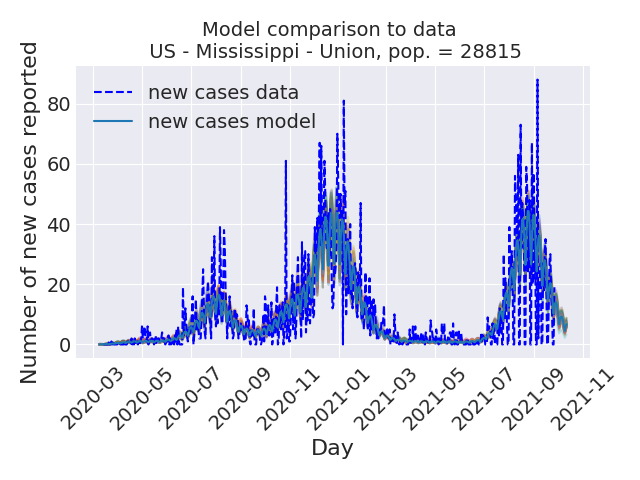 Model comparison to data
US - Mississippi - Union, pop. = 28815
Number of new cases reported
80
60
40
20
0
new cases data
new cases model
2020-03
2020-05
2020-07
2020-09
2020-11
2021-01
2021-03
2021-05
2021-07
2021-09
2021-11
Day